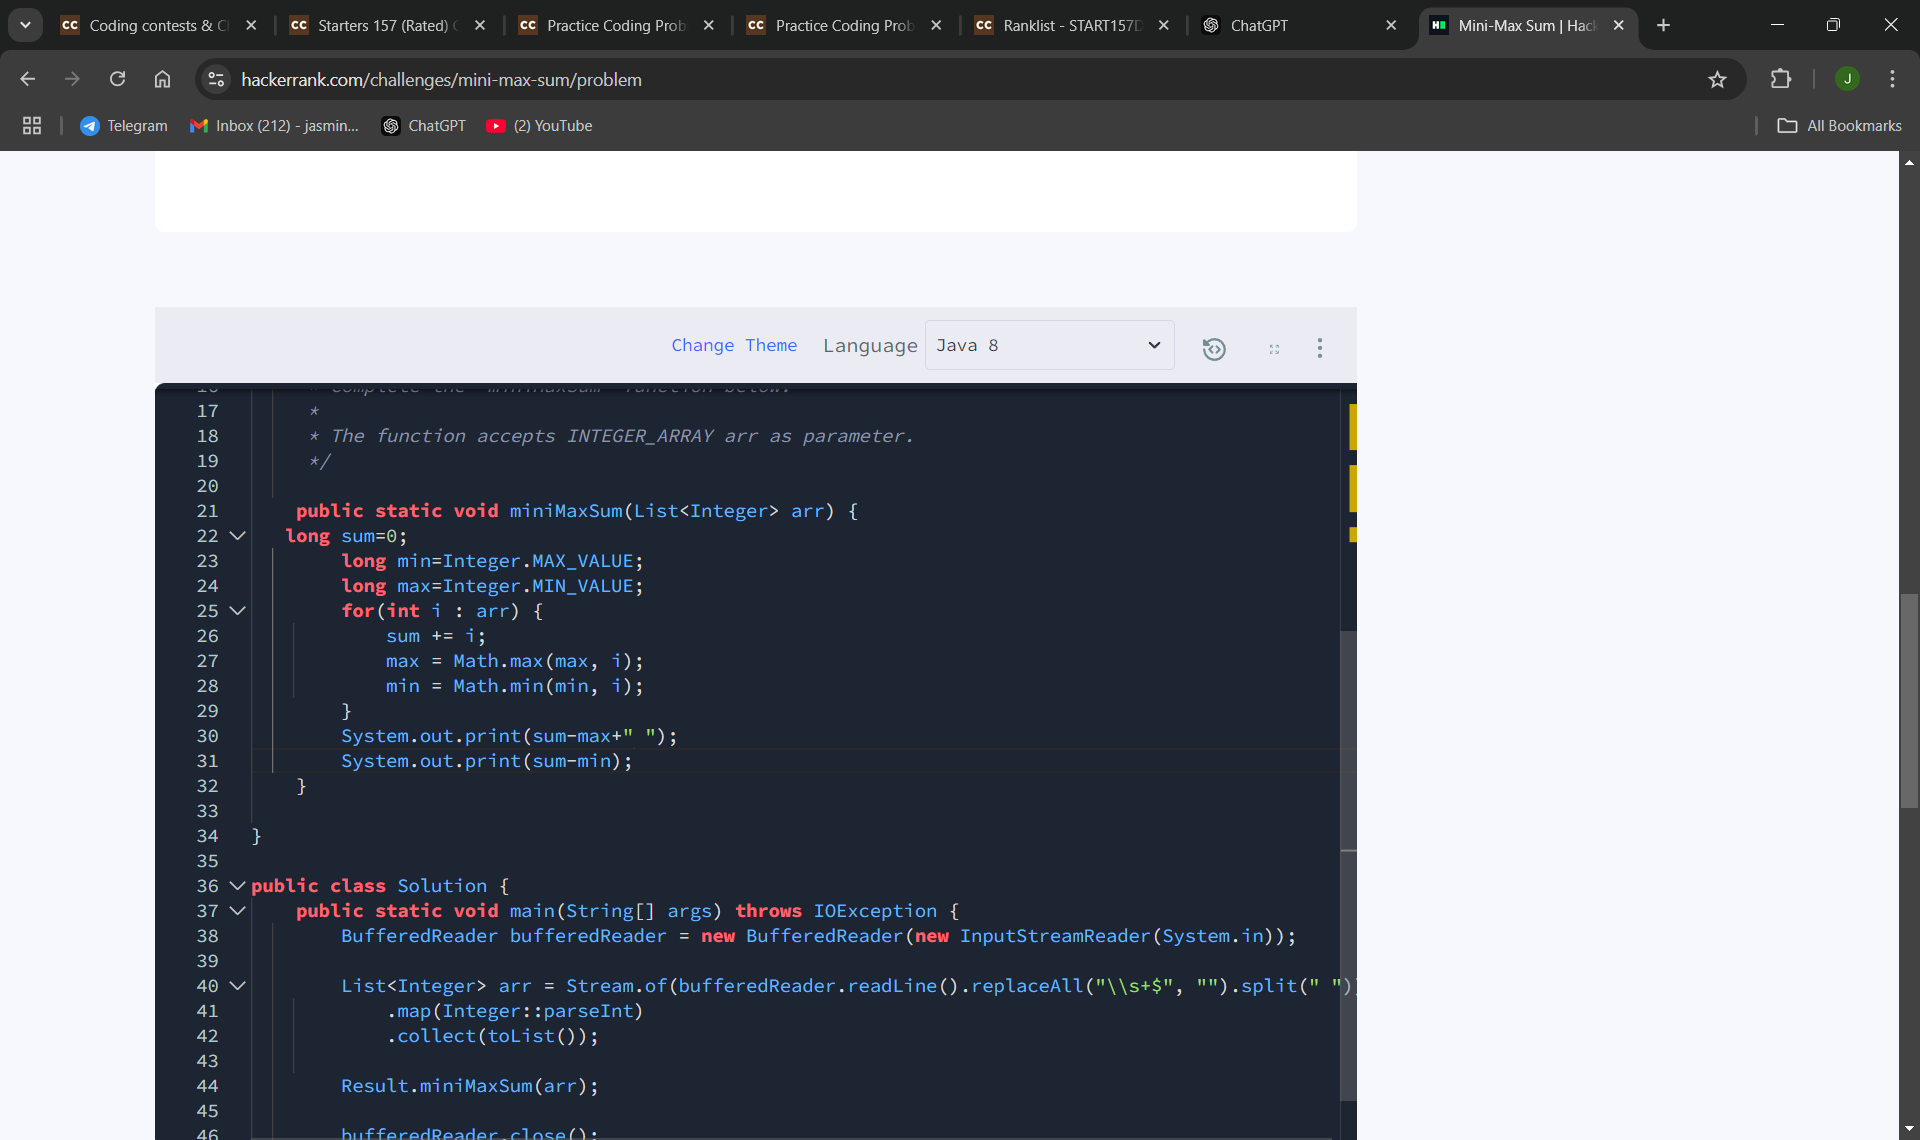 Coding contests & C
Starters 157 (Rated)
Practice Coding Prob
Practice Coding Prob
Ranklist - START157D
ChatGPT
Mini-Max Sum | Hack
hackerrank.com/challenges/mini-max-sum/problem
J
Telegram
Inbox (212) - jasmin...
ChatGPT
(2) YouTube
All Bookmarks
Change Theme
Language
Java 8
17 *
18 * The function accepts INTEGER_ARRAY arr as parameter.
19 */
20
21 public static void miniMaxSum(List<Integer> arr) {
22 long sum=0;
23 long min=Integer.MAX_VALUE;
24 long max=Integer.MIN_VALUE;
25 for(int i : arr) {
26 sum += i;
27 max = Math.max(max, i);
28 min = Math.min(min, i);
29 }
30 System.out.print(sum-max+" ");
31 System.out.print(sum-min);
32 }
33
34 }
35
36 public class Solution {
37 public static void main(String[] args) throws IOException {
38 BufferedReader bufferedReader = new BufferedReader(new InputStreamReader(System.in));
39
40 List<Integer> arr = Stream.of(bufferedReader.readLine().replaceAll("\\s+$", "").split(" ")
41 .map(Integer::parseInt)
42 .collect(toList());
43
44 Result.miniMaxSum(arr);
45
46 bufferedReader.close();